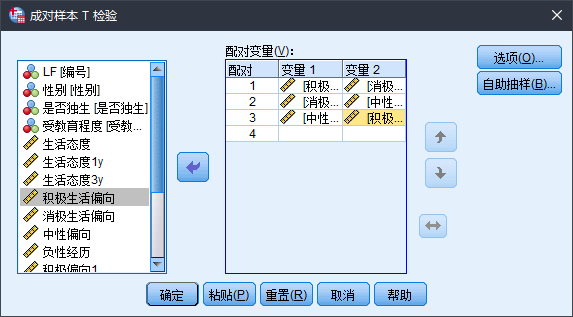 成对样本 T 检验
配对变量(V):
LF [编号]
性别 [性别]
是否独生 [是否独生]
受教育程度 [受教...
生活态度
生活态度1y
生活态度3y
积极生活偏向
消极生活偏向
中性偏向
负性经历
积极偏向1
配对 变量 1 变量 2
1 [积极... [消极...
2 [消极... [中性...
3 [中性... [积极...
4
选项(O)...
自助抽样(B)...
确定 粘贴(P) 重置(R) 取消 帮助